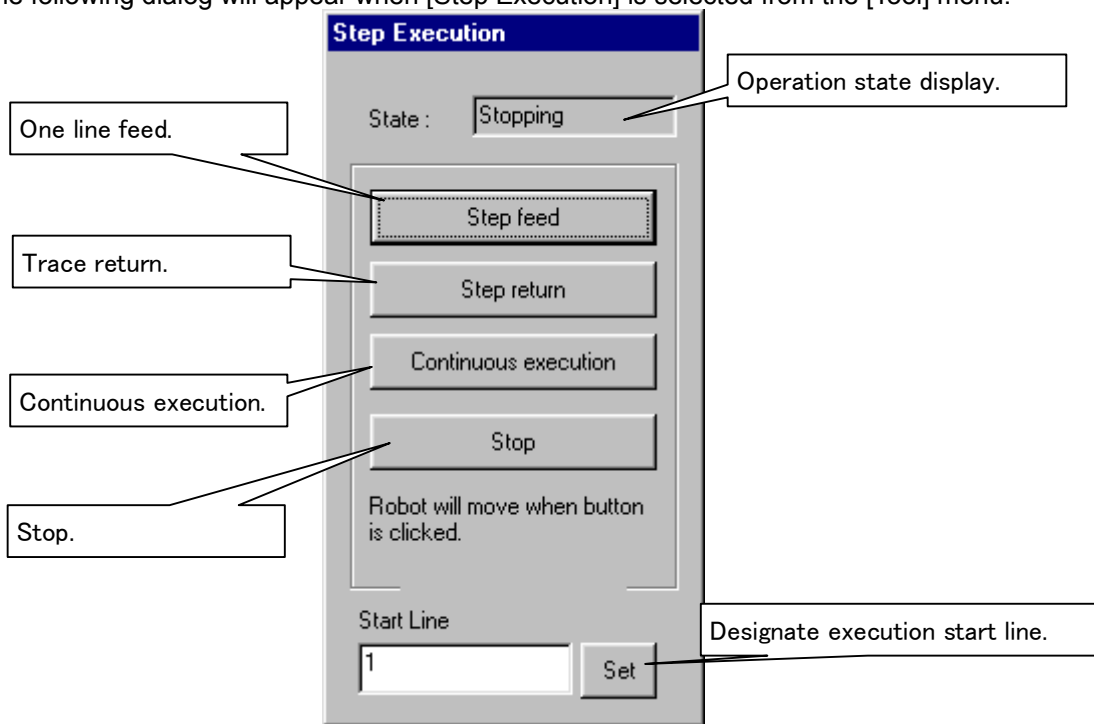 following dialog will appear when [Step Execution] is selected from the [Tool] menu.
Step Execution
Operation state display.
State : Stopping
One line feed.
Step feed
Trace return.
Step return
Continuous execution
Continuous execution.
Stop
Robot will move when button
is clicked.
Stop.
Start Line
Designate execution start line.
1
Set